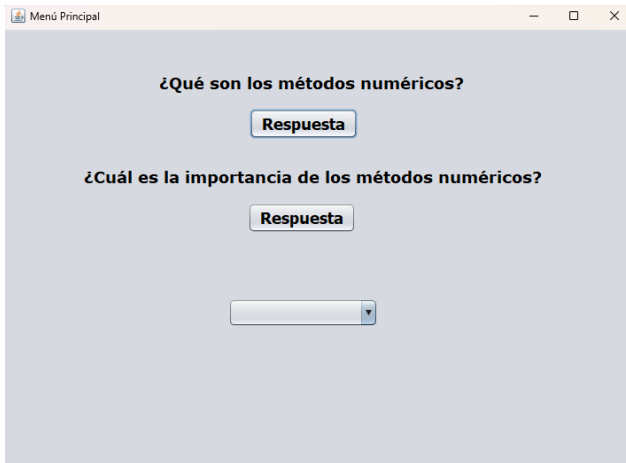 Menú Principal
¿Qué son los métodos numéricos?
Respuesta
¿Cuál es la importancia de los métodos numéricos?
Respuesta